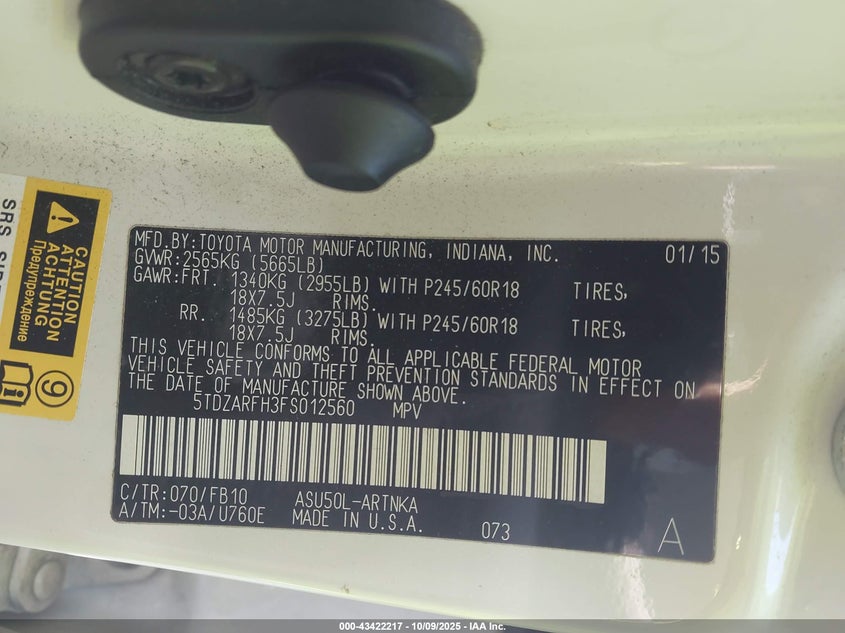 MFD.BY:TOYOTA MOTOR MANUFACTURING, INDIANA, INC. 01/15
GVWR:2565KG (5665LB)
GAWR:FRT. 1340KG (2955LB) WITH P245/60R18 TIRES,
18X7.5J RIMS.
RR. 1485KG (3275LB) WITH P245/60R18 TIRES,
18X7.5J RIMS.
THIS VEHICLE CONFORMS TO ALL APPLICABLE FEDERAL MOTOR
VEHICLE SAFETY AND THEFT PREVENTION STANDARDS IN EFFECT ON
THE DATE OF MANUFACTURE SHOWN ABOVE.
5TDZARFH3FS012560 MPV
C/TR:070/FB10 ASU50L-ARTNKA
A/TM:-03A/U760E MADE IN U.S.A. 073 A
CAUTION
ATTENTION
ACHTUNG
Предупреждение
9
SRS
000-43422217 - 10/09/2025 - IAA Inc.